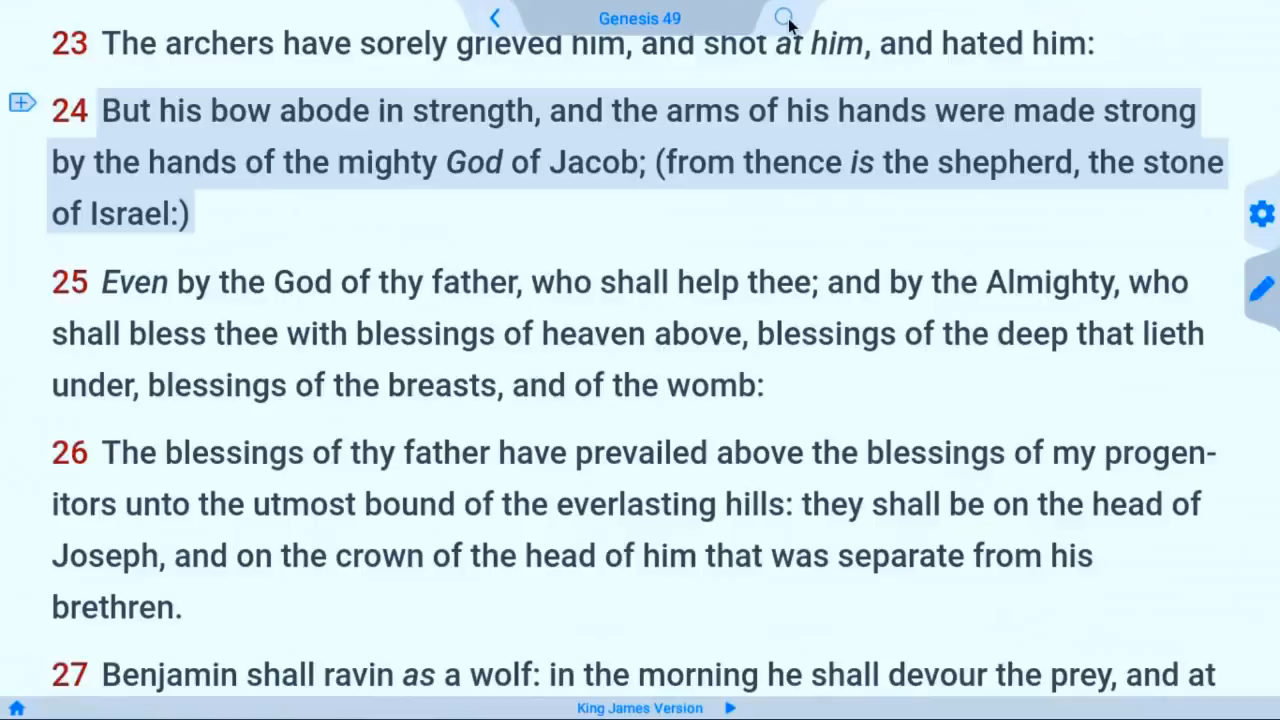 Genesis 49
23 The archers have sorely grieved him, and shot at him, and hated him:
24 But his bow abode in strength, and the arms of his hands were made strong
by the hands of the mighty God of Jacob; (from thence is the shepherd, the stone
of Israel:)
25 Even by the God of thy father, who shall help thee; and by the Almighty, who
shall bless thee with blessings of heaven above, blessings of the deep that lieth
under, blessings of the breasts, and of the womb:
26 The blessings of thy father have prevailed above the blessings of my progen-
itors unto the utmost bound of the everlasting hills: they shall be on the head of
Joseph, and on the crown of the head of him that was separate from his
brethren.
27 Benjamin shall ravin as a wolf: in the morning he shall devour the prey, and at
King James Version